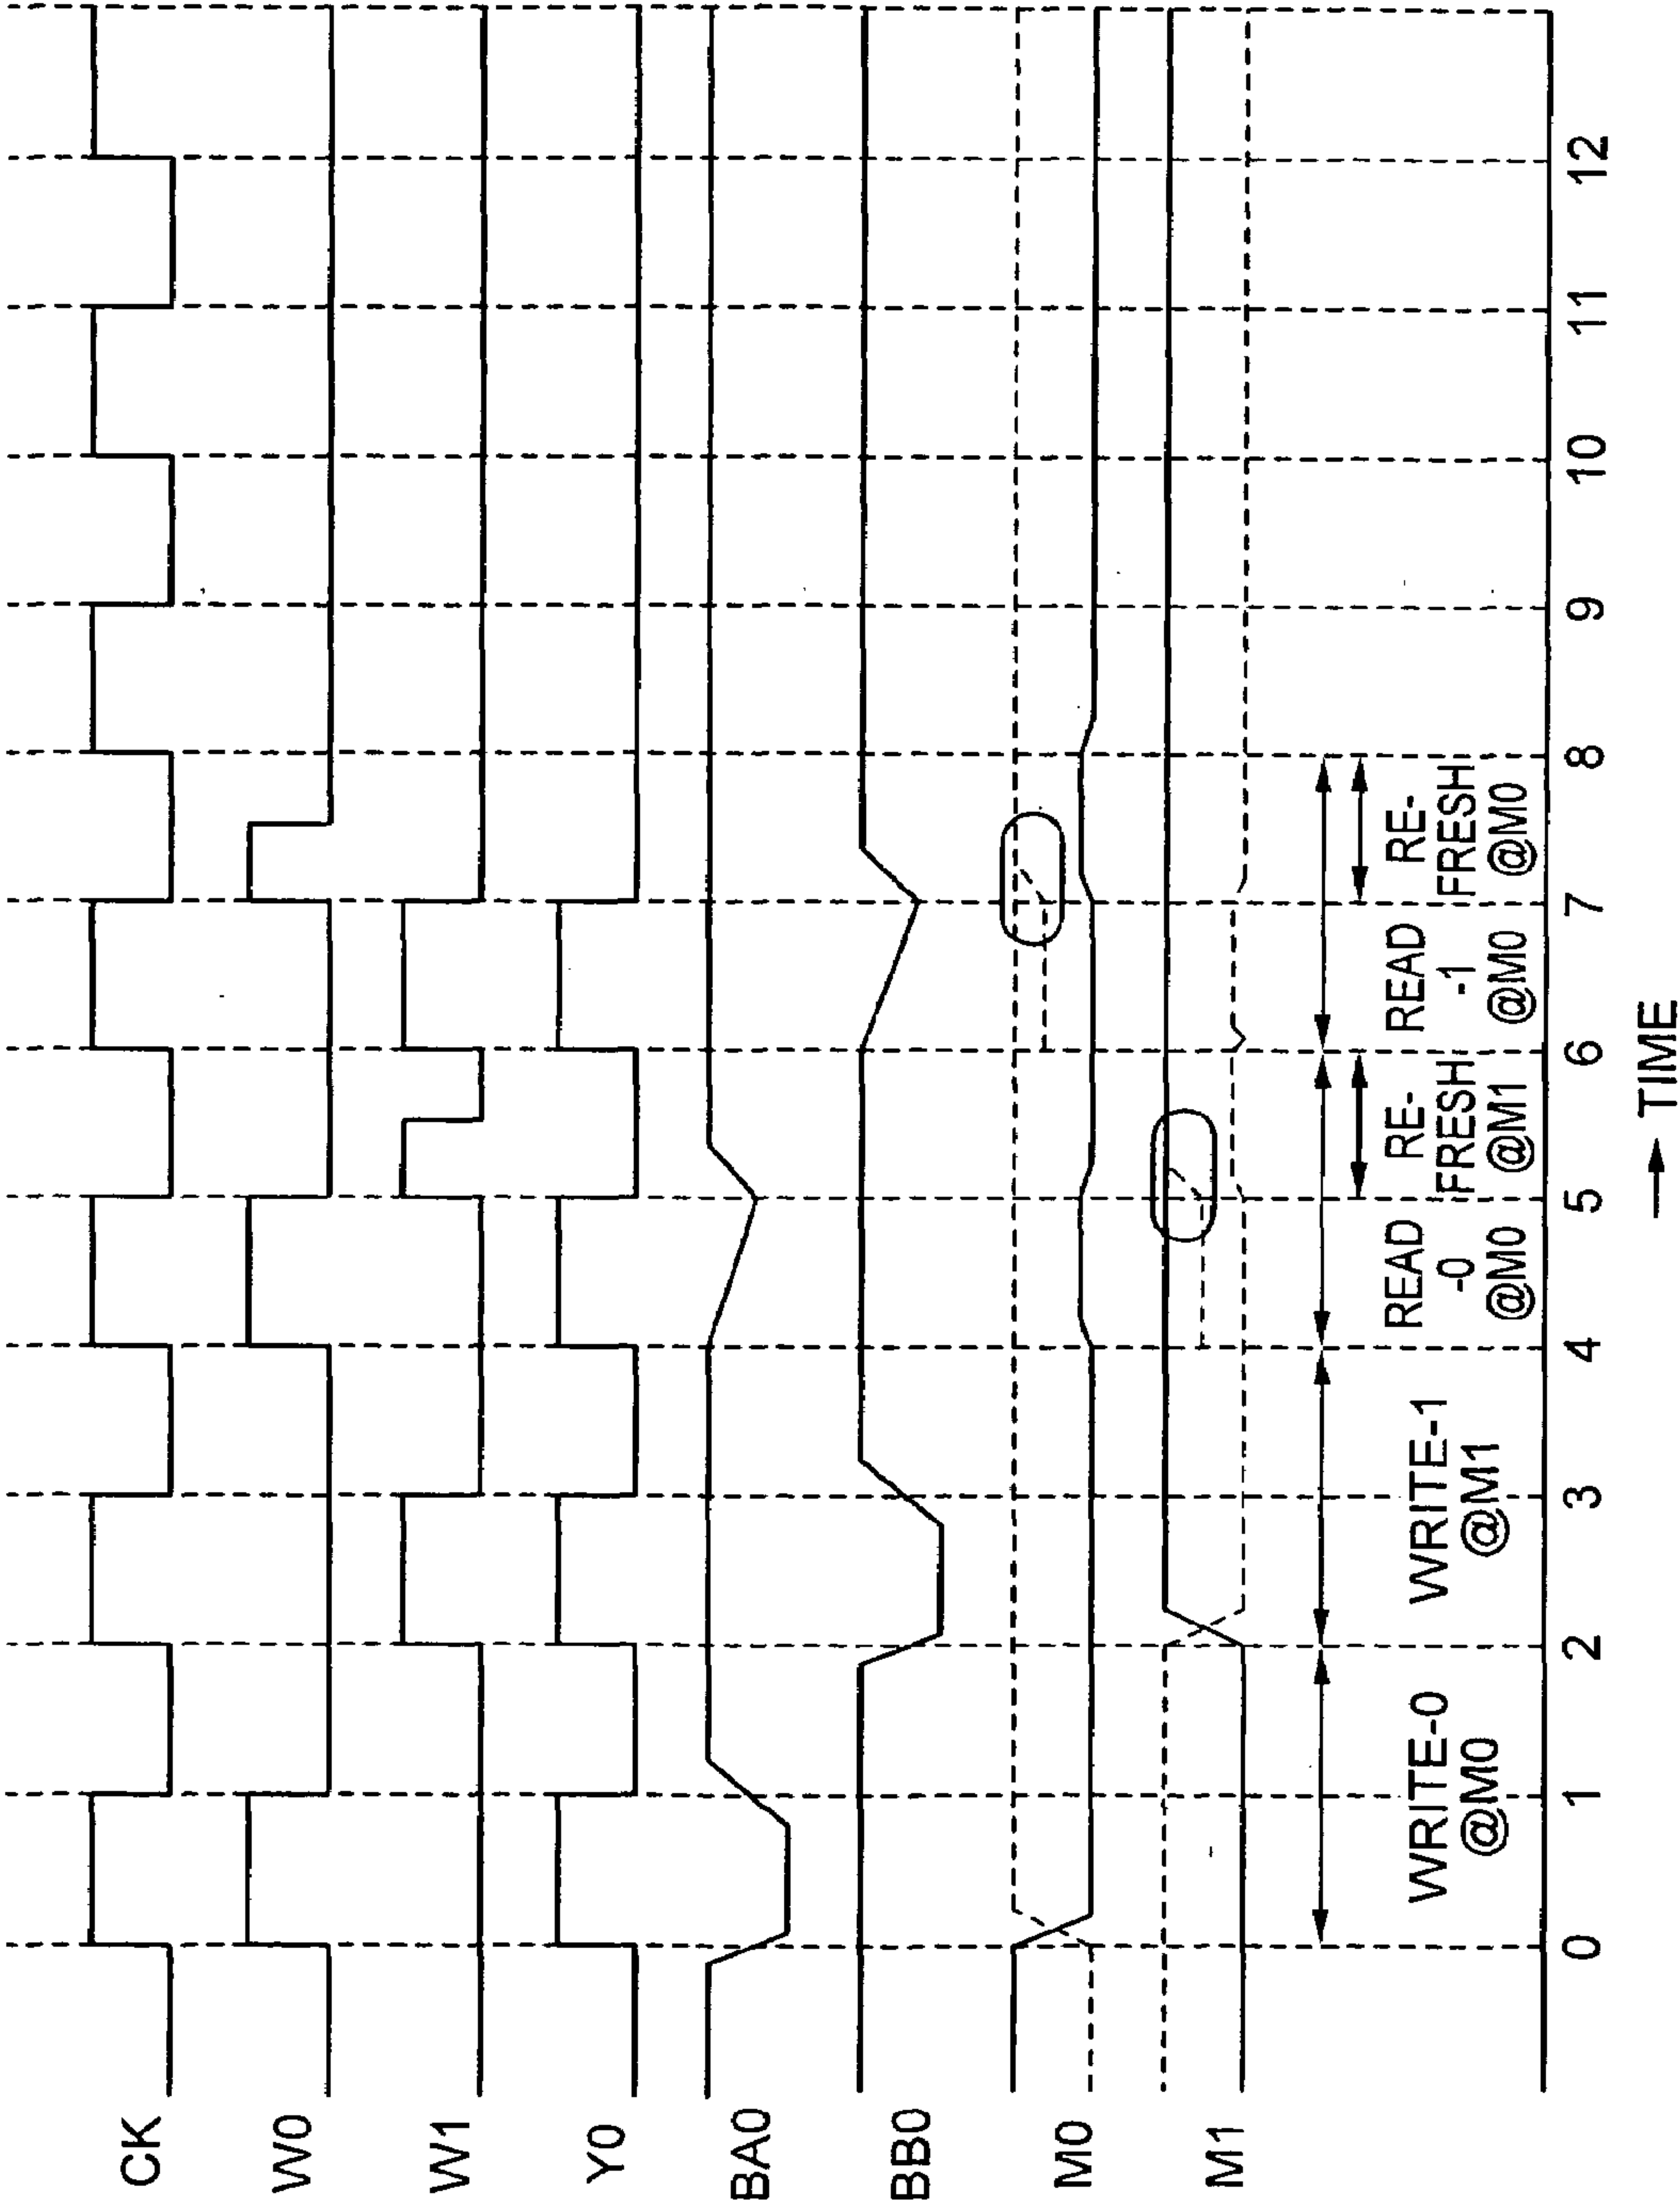 CK
W0
W1
Y0
BA0
BB0
M0
M1
WRITE-0
@M0
WRITE-1
@M1
READ
-0
@M0
RE-
FRESH
@M1
READ
-1
@M0
RE-
FRESH
@M0
0 1 2 3 4 5 6 7 8 9 10 11 12
TIME